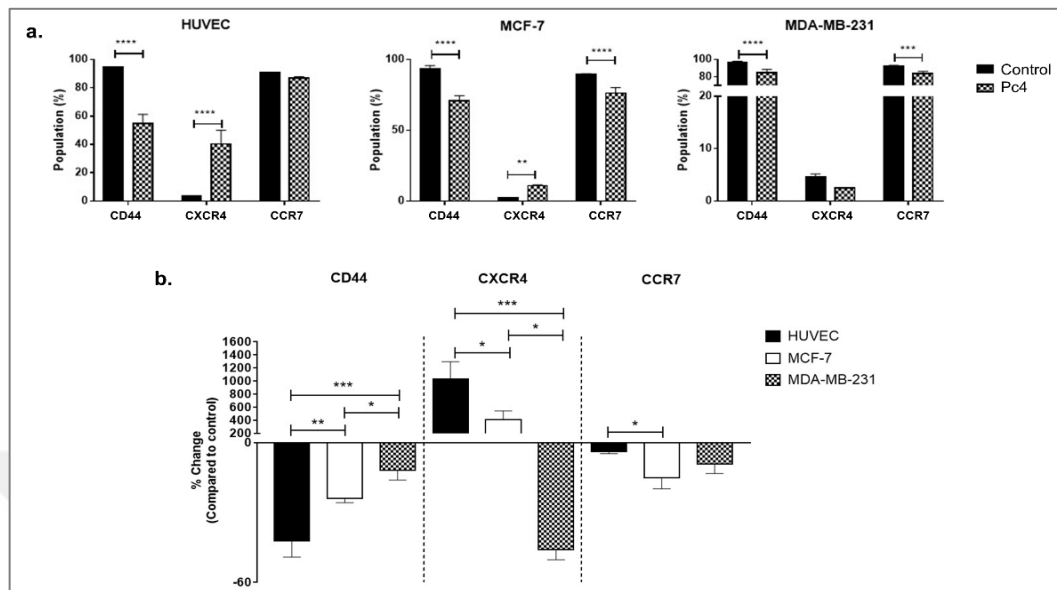 a.
HUVEC
MCF-7
MDA-MB-231
****
****
****
****
**
****
***
Control
Pc4
Population (%)
100
80
60
40
20
0
CD44
CXCR4
CCR7
Population (%)
100
50
0
CD44
CXCR4
CCR7
Population (%)
100
80
20
10
0
CD44
CXCR4
CCR7
b.
CD44
CXCR4
CCR7
% Change
(Compared to control)
1600
1400
1200
1000
800
600
400
200
0
-60
***
**
*
***
*
*
*
HUVEC
MCF-7
MDA-MB-231